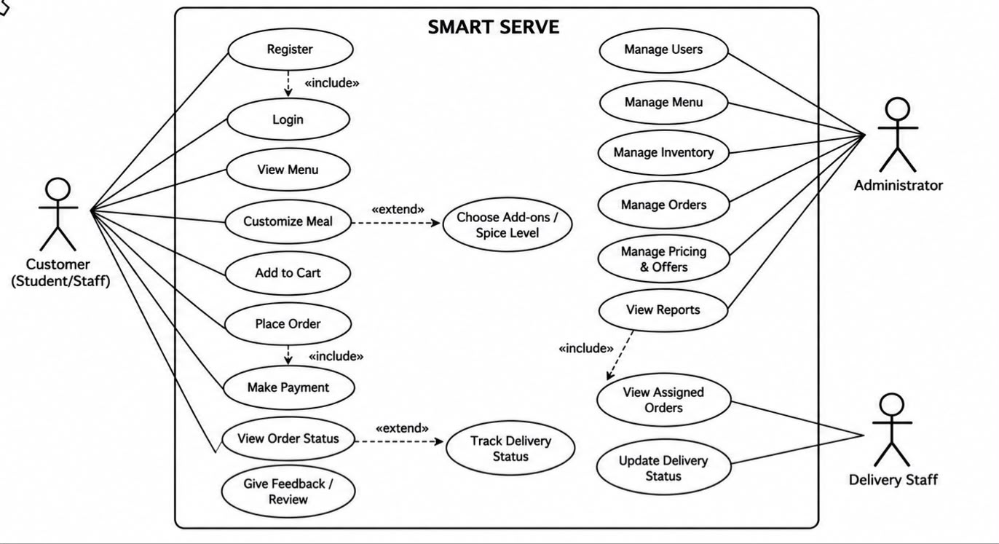 SMART SERVE
Register
«include»
Login
View Menu
Customize Meal
«extend»
Choose Add-ons /
Spice Level
Add to Cart
Place Order
«include»
Make Payment
View Order Status
«extend»
Track Delivery
Status
Give Feedback /
Review
Customer
(Student/Staff)
Manage Users
Manage Menu
Manage Inventory
Manage Orders
Manage Pricing
& Offers
View Reports
«include»
View Assigned
Orders
Update Delivery
Status
Administrator
Delivery Staff